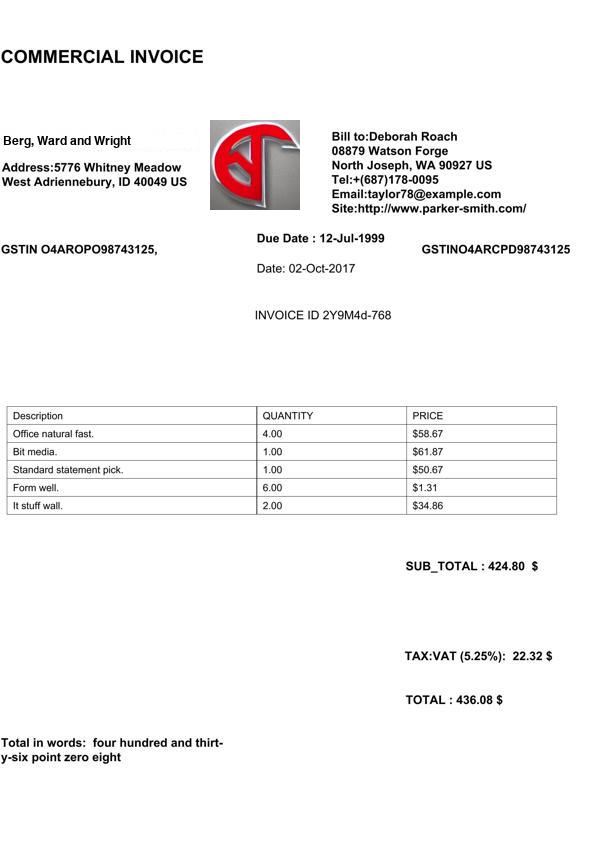 COMMERCIAL INVOICE
Berg, Ward and Wright
Address:5776 Whitney Meadow
West Adriennebury, ID 40049 US
Bill to:Deborah Roach
08879 Watson Forge
North Joseph, WA 90927 US
Tel:+(687)178-0095
Email:taylor78@example.com
Site:http://www.parker-smith.com/
GSTIN O4AROPO98743125,
Due Date : 12-Jul-1999
GSTINO4ARCPD98743125
Date: 02-Oct-2017
INVOICE ID 2Y9M4d-768
Description QUANTITY PRICE
Office natural fast. 4.00 $58.67
Bit media. 1.00 $61.87
Standard statement pick. 1.00 $50.67
Form well. 6.00 $1.31
It stuff wall. 2.00 $34.86
SUB_TOTAL : 424.80 $
TAX:VAT (5.25%): 22.32 $
TOTAL : 436.08 $
Total in words: four hundred and thirt-
y-six point zero eight